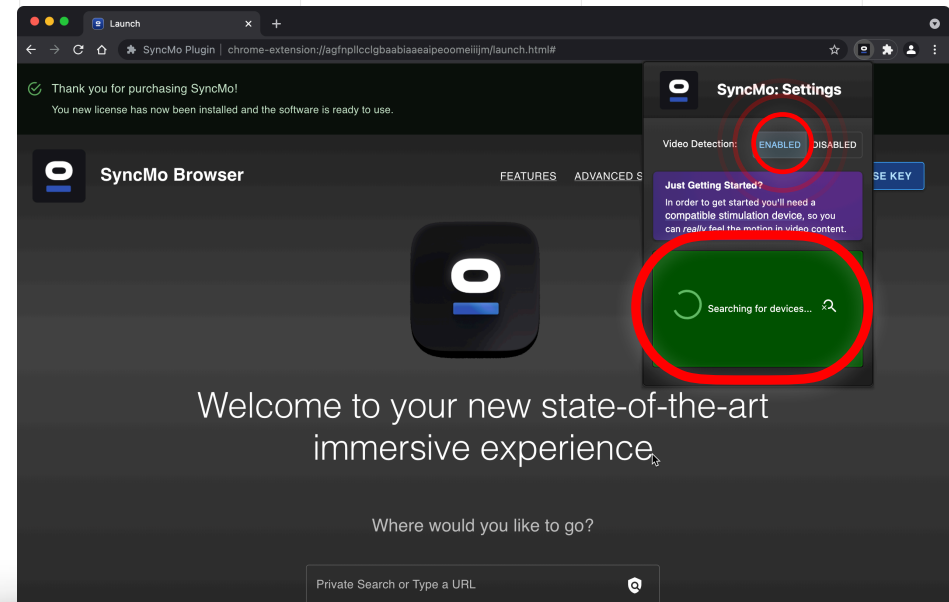 Launch
SyncMo Plugin | chrome-extension://agfnpllcclgbaabiaaeaipeoomeiiijm/launch.html#
Thank you for purchasing SyncMo!
You new license has now been installed and the software is ready to use.
SyncMo: Settings
Video Detection: ENABLED DISABLED
SyncMo Browser
FEATURES ADVANCED S
SE KEY
Just Getting Started?
In order to get started you'll need a
compatible stimulation device, so you
can really feel the motion in video content.
Searching for devices...
Welcome to your new state-of-the-art
immersive experience.
Where would you like to go?
Private Search or Type a URL